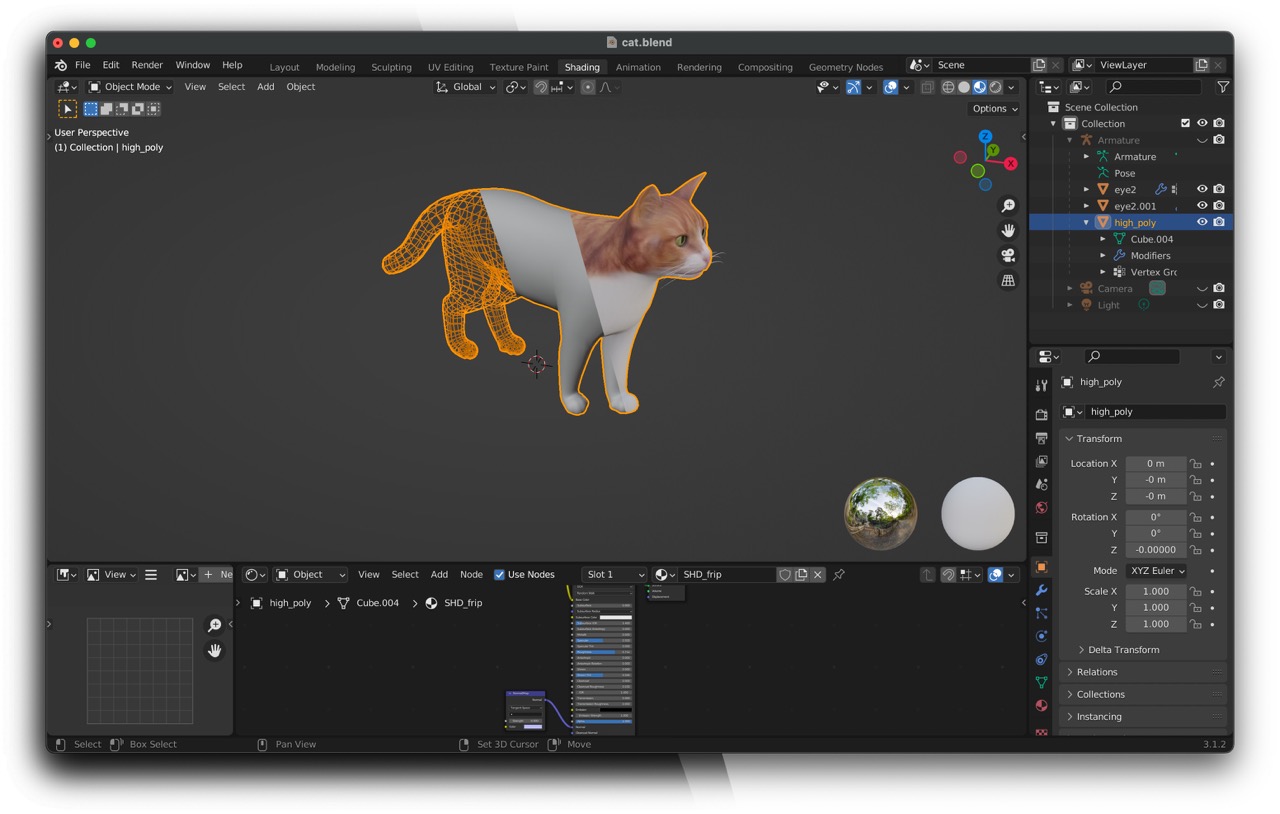 cat.blend
File Edit Render Window Help Layout Modeling Sculpting UV Editing Texture Paint Shading Animation Rendering Compositing Geometry Nodes Scene ViewLayer
Object Mode View Select Add Object Global
Options
User Perspective
(1) Collection | high_poly
Z
Y
X
Scene Collection
Collection
Armature
Armature
Pose
eye2
eye2.001
high_poly
Cube.004
Modifiers
Vertex Grc
Camera
Light
high_poly
high_poly
Transform
Location X 0 m
Y -0 m
Z -0 m
Rotation X 0°
Y 0°
Z -0.00000
Mode XYZ Euler
Scale X 1.000
Y 1.000
Z 1.000
Delta Transform
Relations
Collections
Instancing
View Ne
Object View Select Add Node Use Nodes Slot 1 SHD_frip
high_poly Cube.004 SHD_frip
Select Box Select Pan View Set 3D Cursor Move 3.1.2